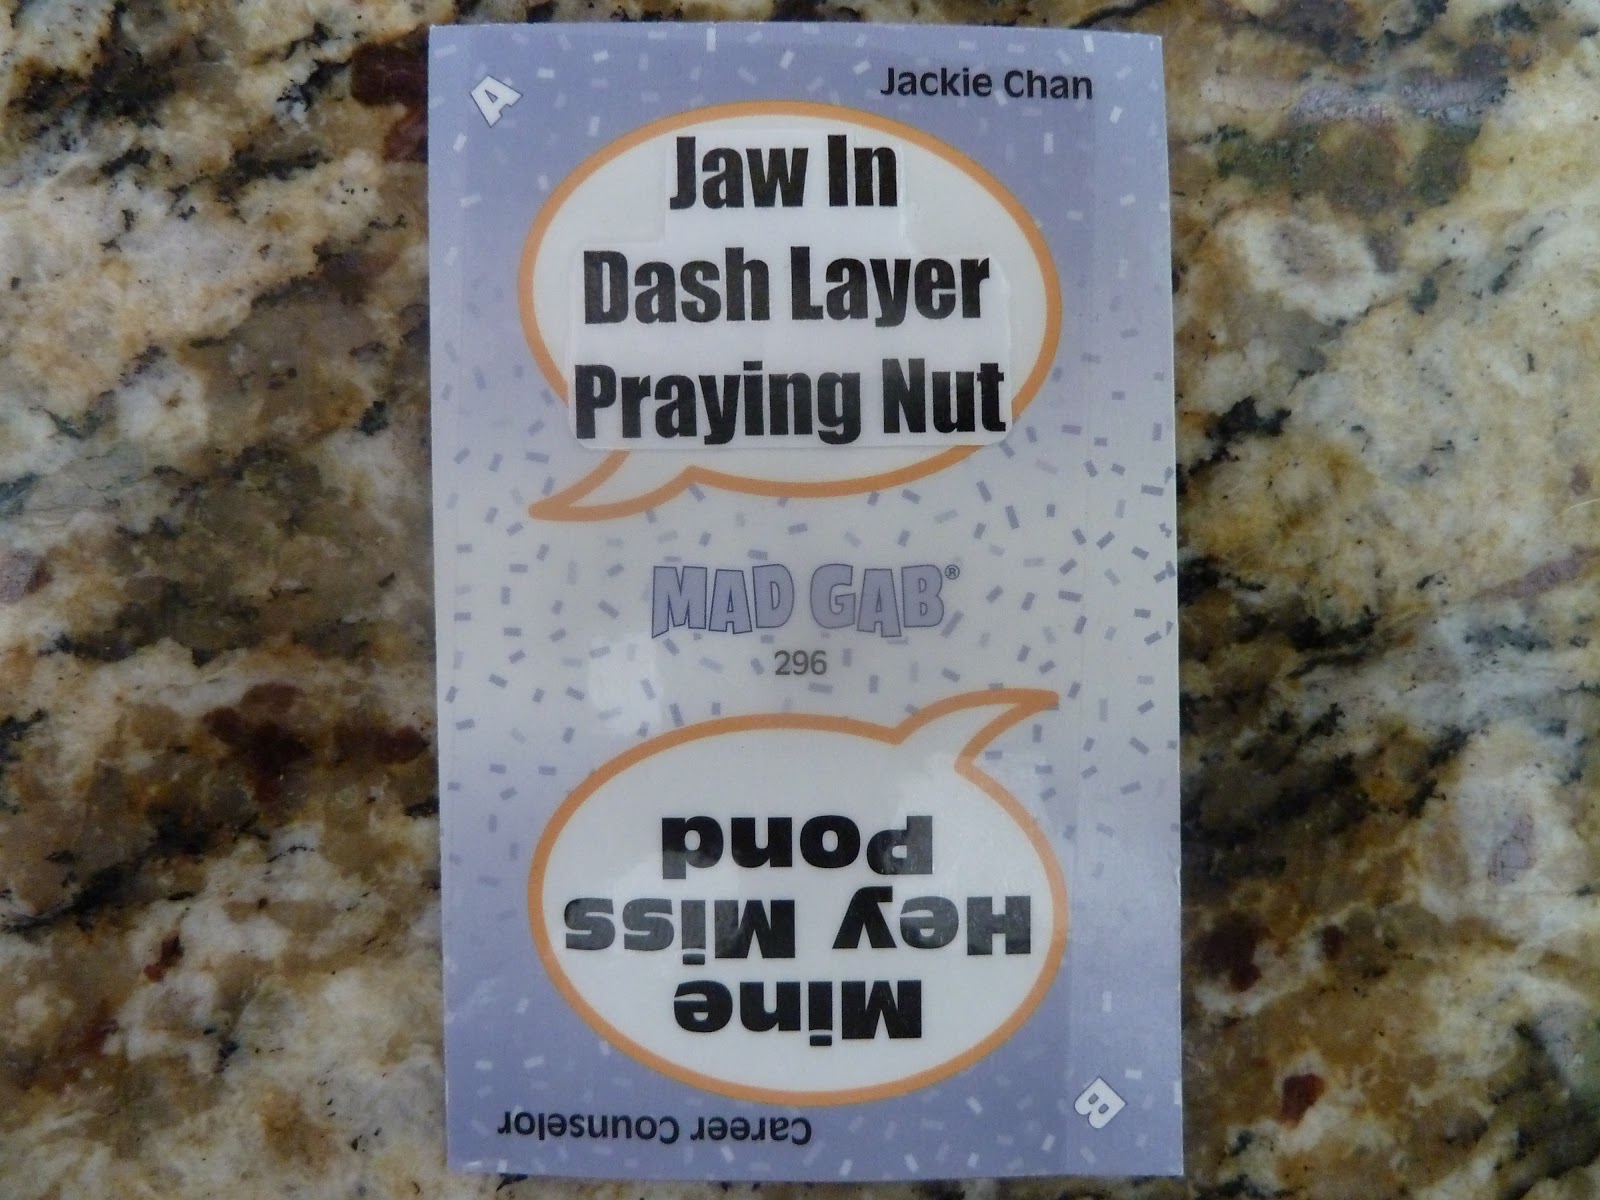 A
Jackie Chan
Jaw In
Dash Layer
Praying Nut
MAD GAB®
296
Mine
Hey Miss
Pond
Career Counselor
B